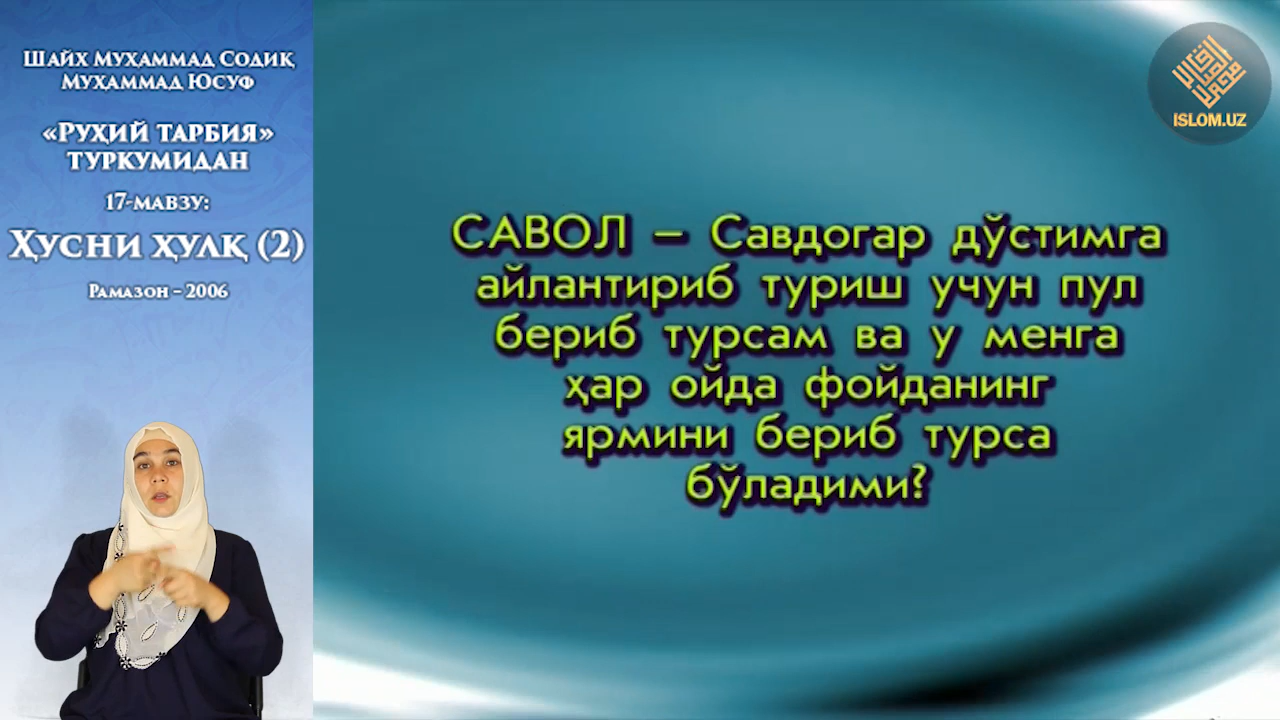 Шайх Муҳаммад Содиқ
Муҳаммад Юсуф
«Руҳий тарбия»
туркумидан
17-мавзу:
Ҳусни ҳулқ (2)
Рамазон - 2006
ISLOM.UZ
САВОЛ – Савдогар дўстимга
айлантириб туриш учун пул
бериб турсам ва у менга
ҳар ойда фойданинг
ярмини бериб турса
бўладими?